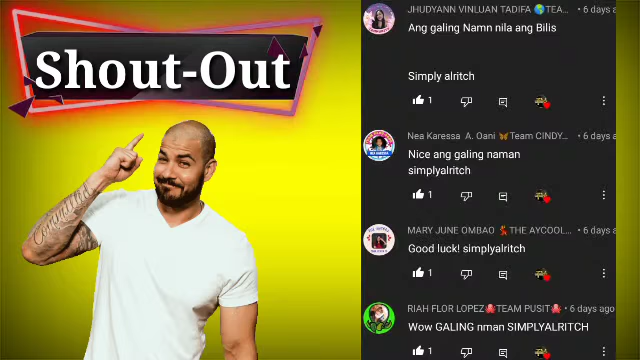 Shout-Out
JHUDYANN VINLUAN TADIFA 🌎TEA... • 6 days a
Ang galing Namn nila ang Bilis
Simply alritch
1
Nea Karessa A. Oani 🦋Team CINDY... • 6 days a
Nice ang galing naman
simplyalritch
1
MARY JUNE OMBAO 💃THE AYCOOL... • 6 days a
Good luck! simplyalritch
1
RIAH FLOR LOPEZ🐙TEAM PUSIT🐙 • 6 days ago
Wow GALING nman SIMPLYALRITCH
1